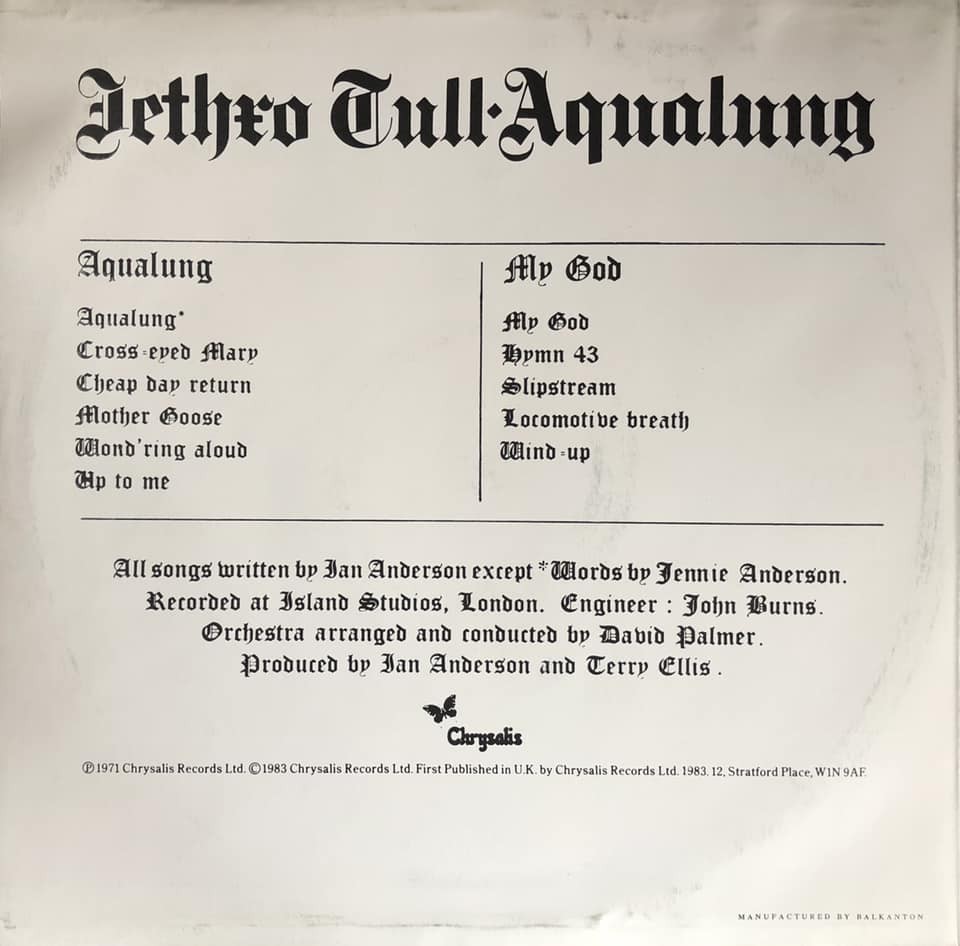 Jethro Tull·Aqualung
Aqualung
Aqualung*
Cross-eyed Mary
Cheap day return
Mother Goose
Wond'ring aloud
Up to me
My God
My God
Hymn 43
Slipstream
Locomotive breath
Wind-up
All songs written by Ian Anderson except *Words by Jennie Anderson.
Recorded at Island Studios, London. Engineer : John Burns.
Orchestra arranged and conducted by David Palmer.
Produced by Ian Anderson and Terry Ellis .
Chrysalis
℗1971 Chrysalis Records Ltd. ©1983 Chrysalis Records Ltd. First Published in U.K. by Chrysalis Records Ltd. 1983. 12, Stratford Place, W1N 9AF.
MANUFACTURED BY BALKANTON